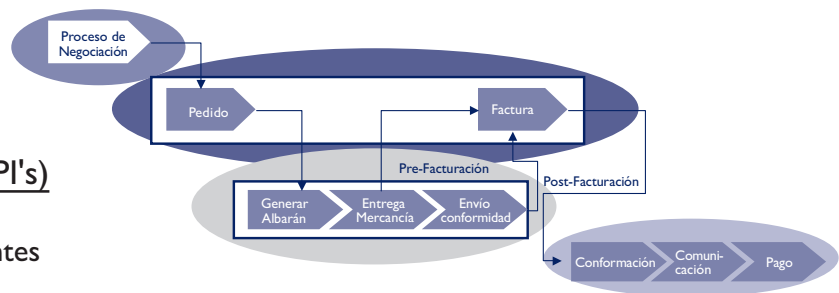 Proceso de
Negociación
Pedido
Factura
PI's)
Pre-Facturación
Post-Facturación
Generar
Albarán
Entrega
Mercancía
Envío
conformidad
ntes
Conformación
Comuni-
cación
Pago